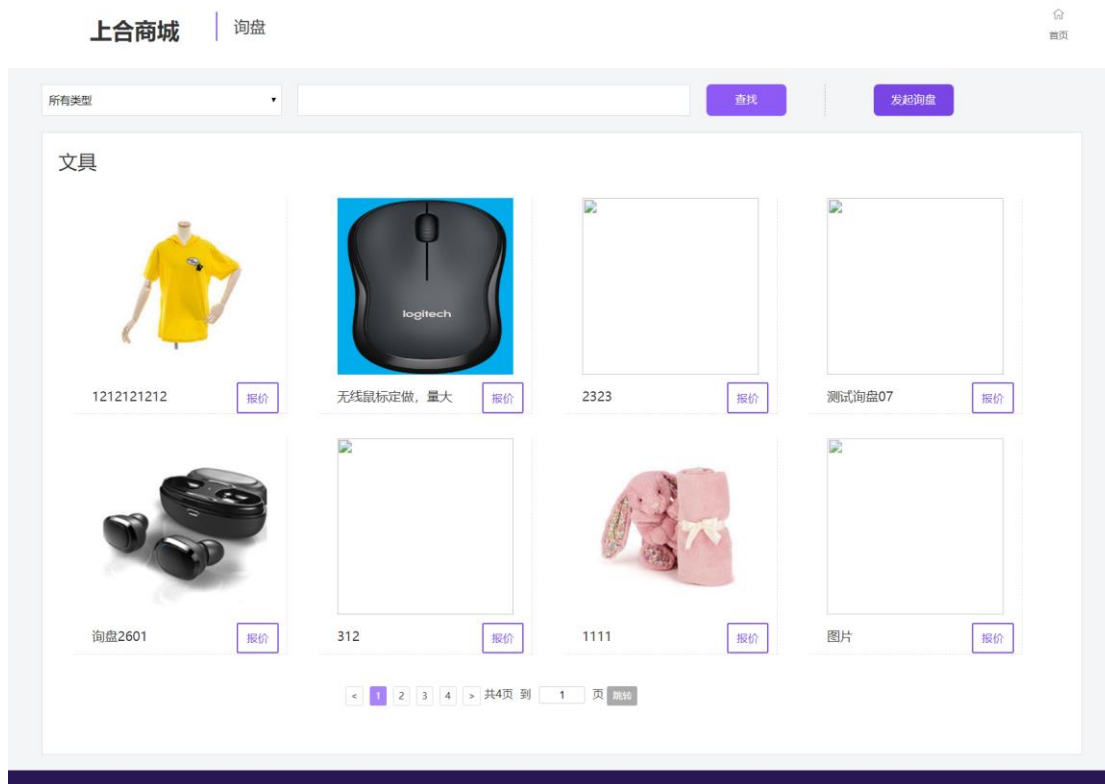 上合商城
询盘
首页
所有类型
查找
发起询盘
文具
logitech
1212121212 报价
无线鼠标定做，量大 报价
2323 报价
测试询盘07 报价
询盘2601 报价
312 报价
1111 报价
图片 报价
< 1 2 3 4 > 共4页 到 1 页 跳转